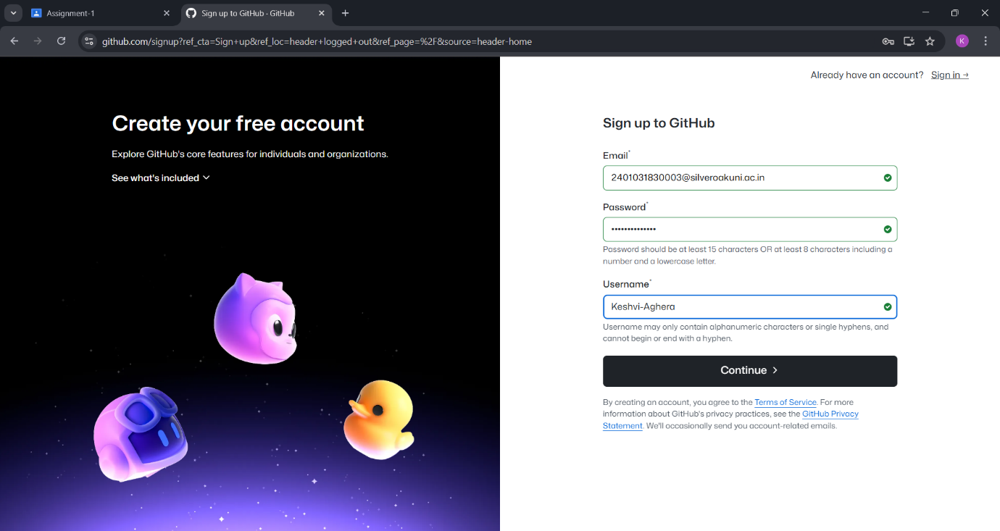 Assignment-1
Sign up to GitHub · GitHub
github.com/signup?ref_cta=Sign+up&ref_loc=header+logged+out&ref_page=%2F&source=header-home
K
Already have an account? Sign in →
Create your free account
Explore GitHub's core features for individuals and organizations.
See what's included
Sign up to GitHub
Email*
2401031830003@silveroakuni.ac.in
Password*
••••••••••••••
Password should be at least 15 characters OR at least 8 characters including a
number and a lowercase letter.
Username*
Keshvi-Aghera
Username may only contain alphanumeric characters or single hyphens, and
cannot begin or end with a hyphen.
Continue
By creating an account, you agree to the Terms of Service. For more
information about GitHub's privacy practices, see the GitHub Privacy
Statement. We'll occasionally send you account-related emails.